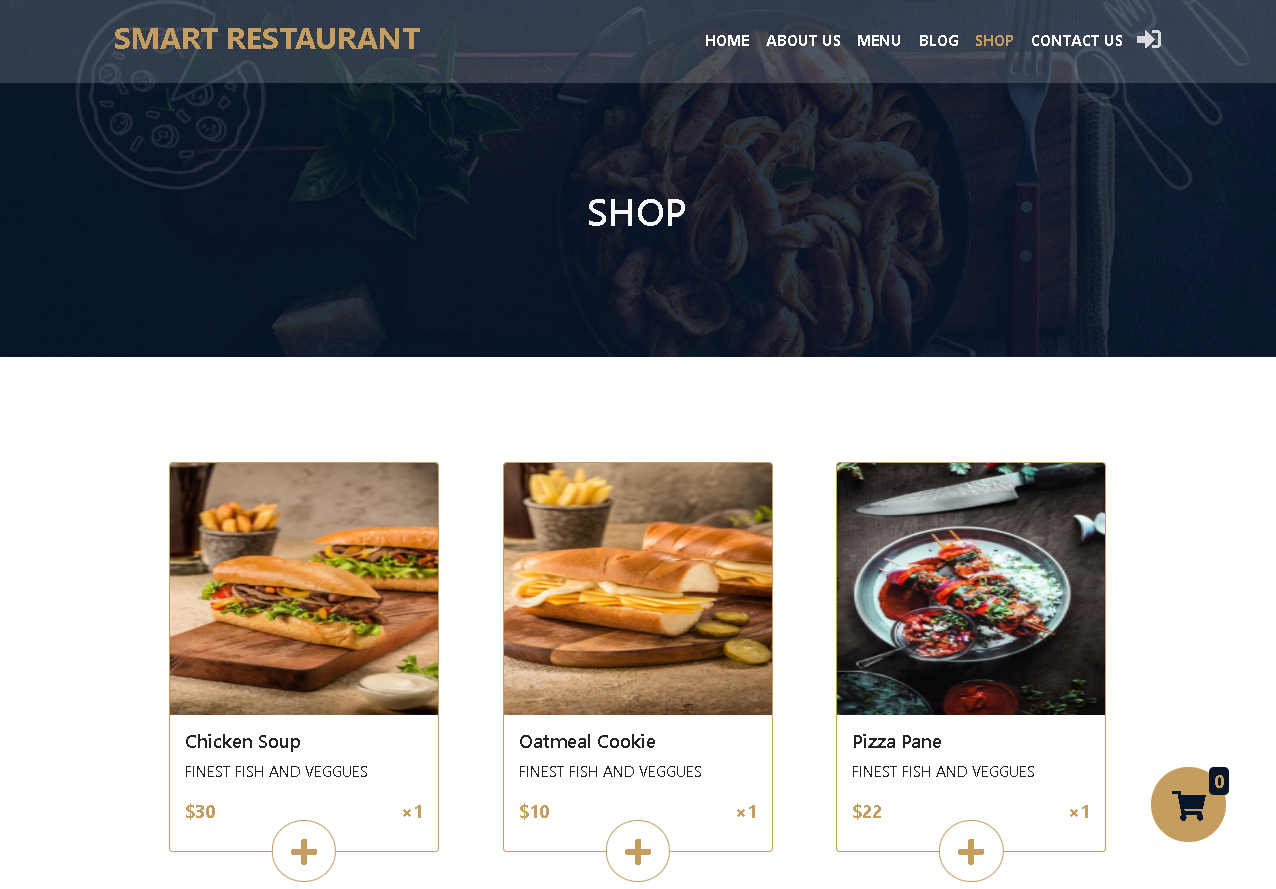 SMART RESTAURANT
HOME ABOUT US MENU BLOG SHOP CONTACT US
SHOP
Chicken Soup
FINEST FISH AND VEGGUES
$30 ×1
Oatmeal Cookie
FINEST FISH AND VEGGUES
$10 ×1
Pizza Pane
FINEST FISH AND VEGGUES
$22 ×1
0